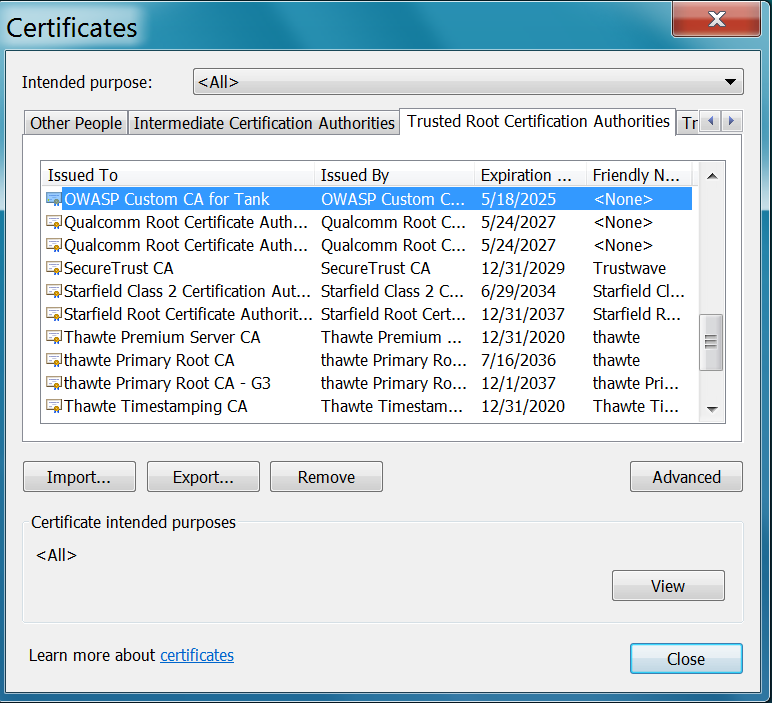 Certificates
Intended purpose: <All>
Other People Intermediate Certification Authorities Trusted Root Certification Authorities Tr
Issued To Issued By Expiration ... Friendly N...
OWASP Custom CA for Tank OWASP Custom C... 5/18/2025 <None>
Qualcomm Root Certificate Auth... Qualcomm Root C... 5/24/2027 <None>
Qualcomm Root Certificate Auth... Qualcomm Root C... 5/24/2027 <None>
SecureTrust CA SecureTrust CA 12/31/2029 Trustwave
Starfield Class 2 Certification Aut... Starfield Class 2 C... 6/29/2034 Starfield Cl...
Starfield Root Certificate Authorit... Starfield Root Cert... 12/31/2037 Starfield R...
Thawte Premium Server CA Thawte Premium ... 12/31/2020 thawte
thawte Primary Root CA thawte Primary Ro... 7/16/2036 thawte
thawte Primary Root CA - G3 thawte Primary Ro... 12/1/2037 thawte Pri...
Thawte Timestamping CA Thawte Timestam... 12/31/2020 Thawte Ti...
Import... Export... Remove Advanced
Certificate intended purposes
<All>
View
Learn more about certificates
Close